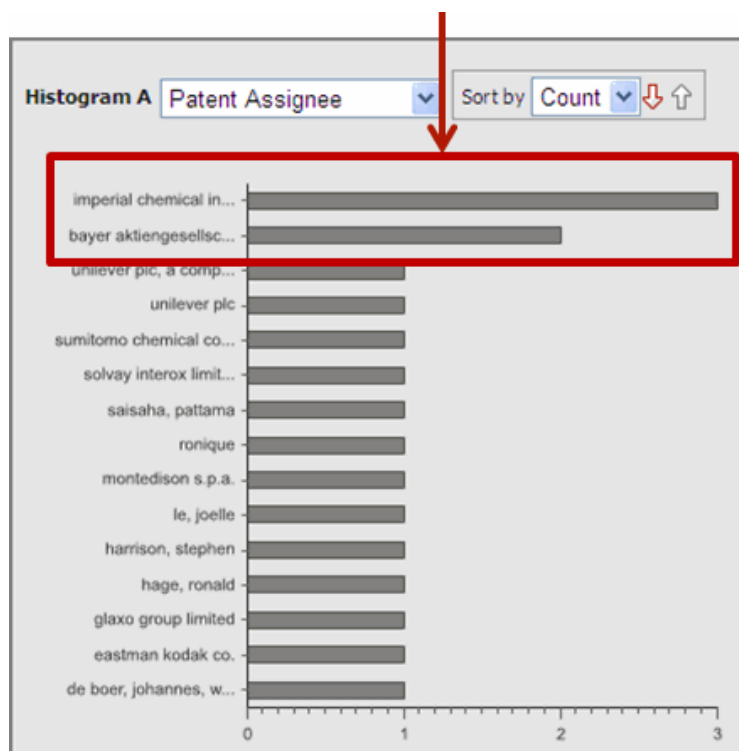 Histogram A Patent Assignee Sort by Count
imperial chemical in...
bayer aktiengesellsc...
unilever plc, a comp...
unilever plc
sumitomo chemical co...
solvay interox limit...
saisaha, pattama
ronique
montedison s.p.a.
le, joelle
harrison, stephen
hage, ronald
glaxo group limited
eastman kodak co.
de boer, johannes, w...
0 1 2 3